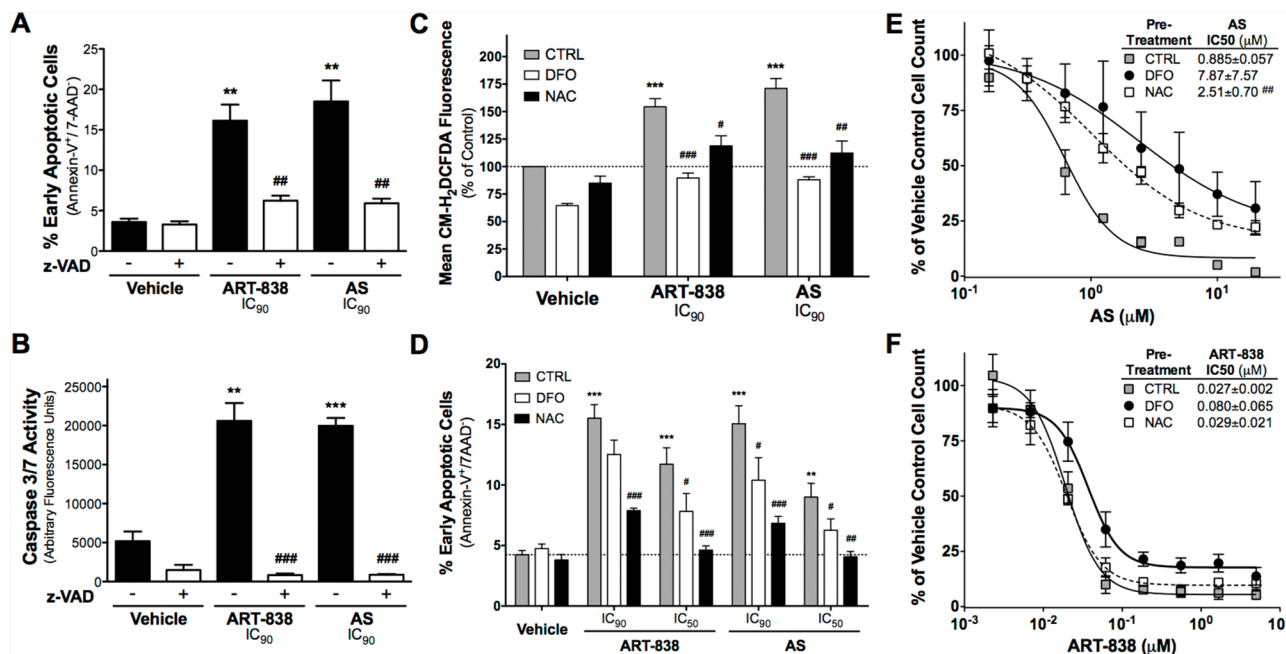 A
% Early Apoptotic Cells
(Annexin-V⁺/ 7-AAD⁻)
25
20
15
10
5
0
**
##
**
##
z-VAD
- + - + - +
Vehicle ART-838 AS
IC₉₀ IC₉₀
B
Caspase 3/7 Activity
(Arbitrary Fluorescence Units)
25000
20000
15000
10000
5000
0
**
###
***
###
z-VAD
- + - + - +
Vehicle ART-838 AS
IC₉₀ IC₉₀
C
Mean CM-H₂DCFDA Fluorescence
(% of Control)
200
175
150
125
100
75
50
25
0
CTRL
DFO
NAC
***
###
#
***
###
##
Vehicle ART-838 AS
IC₉₀ IC₉₀
D
% Early Apoptotic Cells
(Annexin-V⁺/7AAD⁻)
20
15
10
5
0
CTRL
DFO
NAC
***
###
***
#
###
***
#
###
**
#
##
IC₉₀ IC₅₀ IC₉₀ IC₅₀
Vehicle ART-838 AS
E
% of Vehicle Control Cell Count
100
75
50
25
0
Pre- AS
Treatment IC50 (μM)
CTRL 0.885±0.057
DFO 7.87±7.57
NAC 2.51±0.70 ##
10⁻¹ 10⁰ 10¹
AS (μM)
F
% of Vehicle Control Cell Count
100
75
50
25
0
Pre- ART-838
Treatment IC50 (μM)
CTRL 0.027±0.002
DFO 0.080±0.065
NAC 0.029±0.021
10⁻³ 10⁻² 10⁻¹ 10⁰
ART-838 (μM)